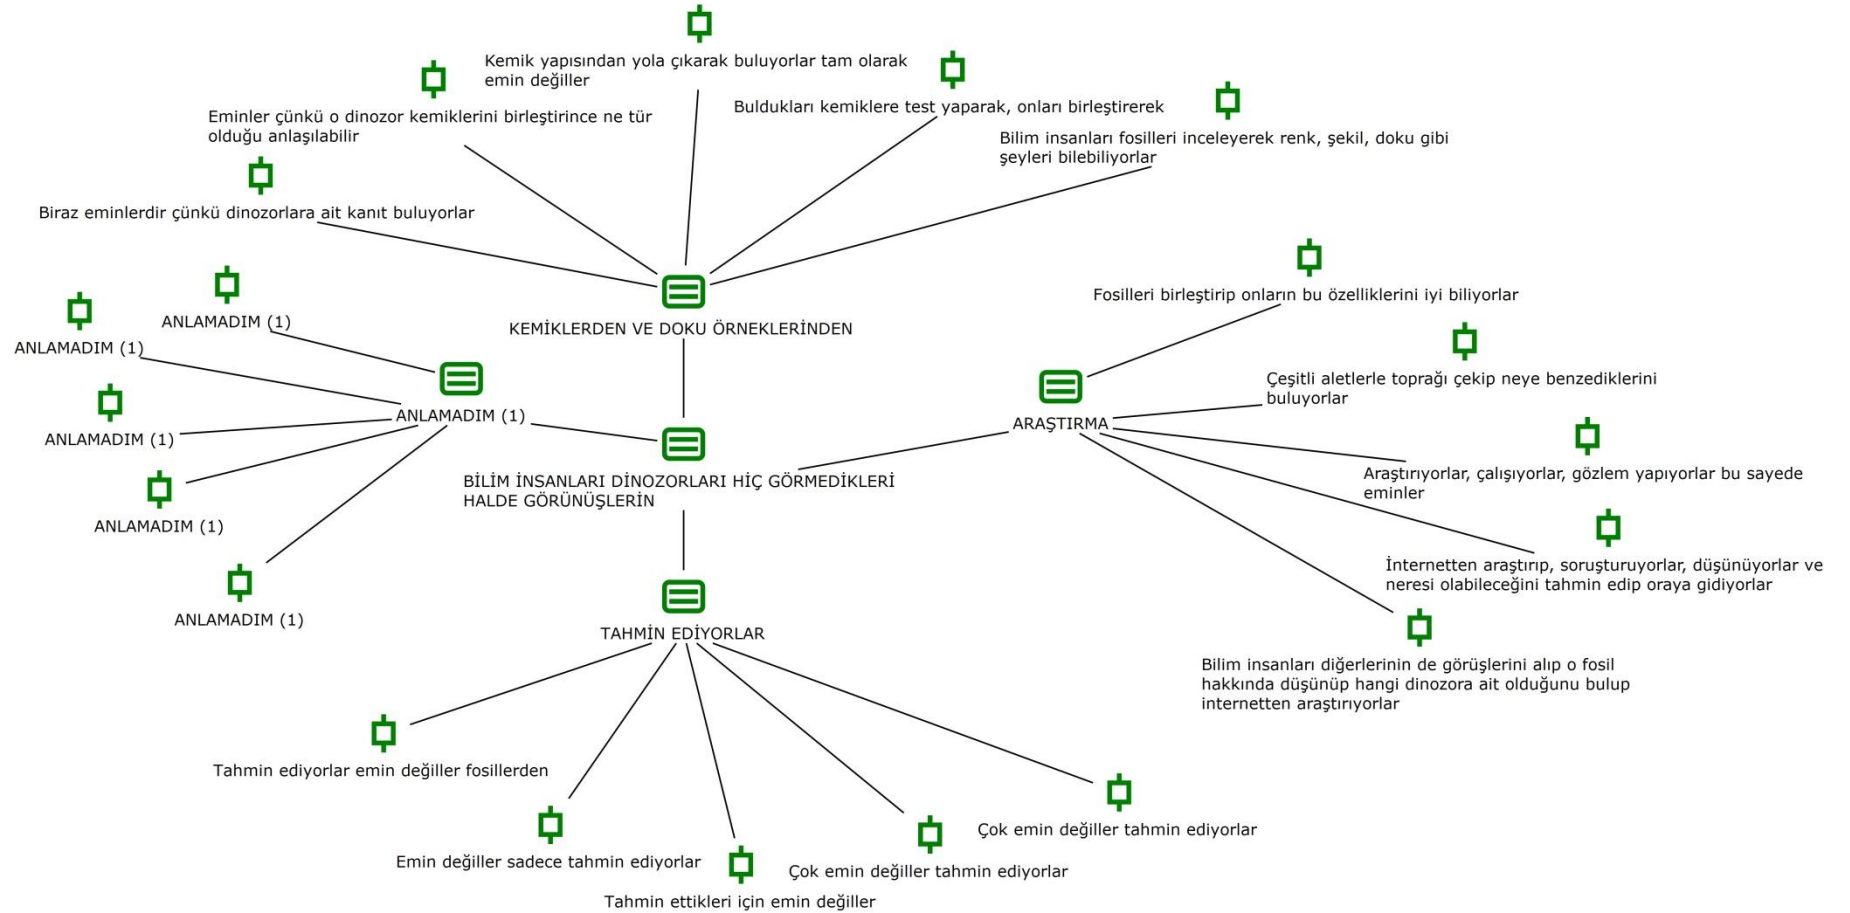 Kemik yapısından yola çıkarak buluyorlar tam olarak
emin değiller
Eminler çünkü o dinozor kemiklerini birleştirince ne tür
olduğu anlaşılabilir
Buldukları kemiklere test yaparak, onları birleştirerek
Bilim insanları fosilleri inceleyerek renk, şekil, doku gibi
şeyleri bilebiliyorlar
Biraz eminlerdir çünkü dinozorlara ait kanıt buluyorlar
Fosilleri birleştirip onların bu özelliklerini iyi biliyorlar
ANLAMADIM (1)
KEMİKLERDEN VE DOKU ÖRNEKLERİNDEN
ANLAMADIM (1)
Çeşitli aletlerle toprağı çekip neye benzediklerini
buluyorlar
ANLAMADIM (1)
ARAŞTIRMA
ANLAMADIM (1)
Araştırıyorlar, çalışıyorlar, gözlem yapıyorlar bu sayede
eminler
BİLİM İNSANLARI DİNOZORLARI HİÇ GÖRMEDİKLERİ
HALDE GÖRÜNÜŞLERİN
ANLAMADIM (1)
İnternetten araştırıp, soruşturuyorlar, düşünüyorlar ve
neresi olabileceğini tahmin edip oraya gidiyorlar
ANLAMADIM (1)
TAHMİN EDİYORLAR
Bilim insanları diğerlerinin de görüşlerini alıp o fosil
hakkında düşünüp hangi dinozora ait olduğunu bulup
internetten araştırıyorlar
Tahmin ediyorlar emin değiller fosillerden
Çok emin değiller tahmin ediyorlar
Emin değiller sadece tahmin ediyorlar
Çok emin değiller tahmin ediyorlar
Tahmin ettikleri için emin değiller